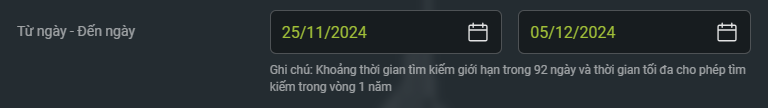 Từ ngày - Đến ngày
25/11/2024
05/12/2024
Ghi chú: Khoảng thời gian tìm kiếm giới hạn trong 92 ngày và thời gian tối đa cho phép tìm
kiếm trong vòng 1 năm